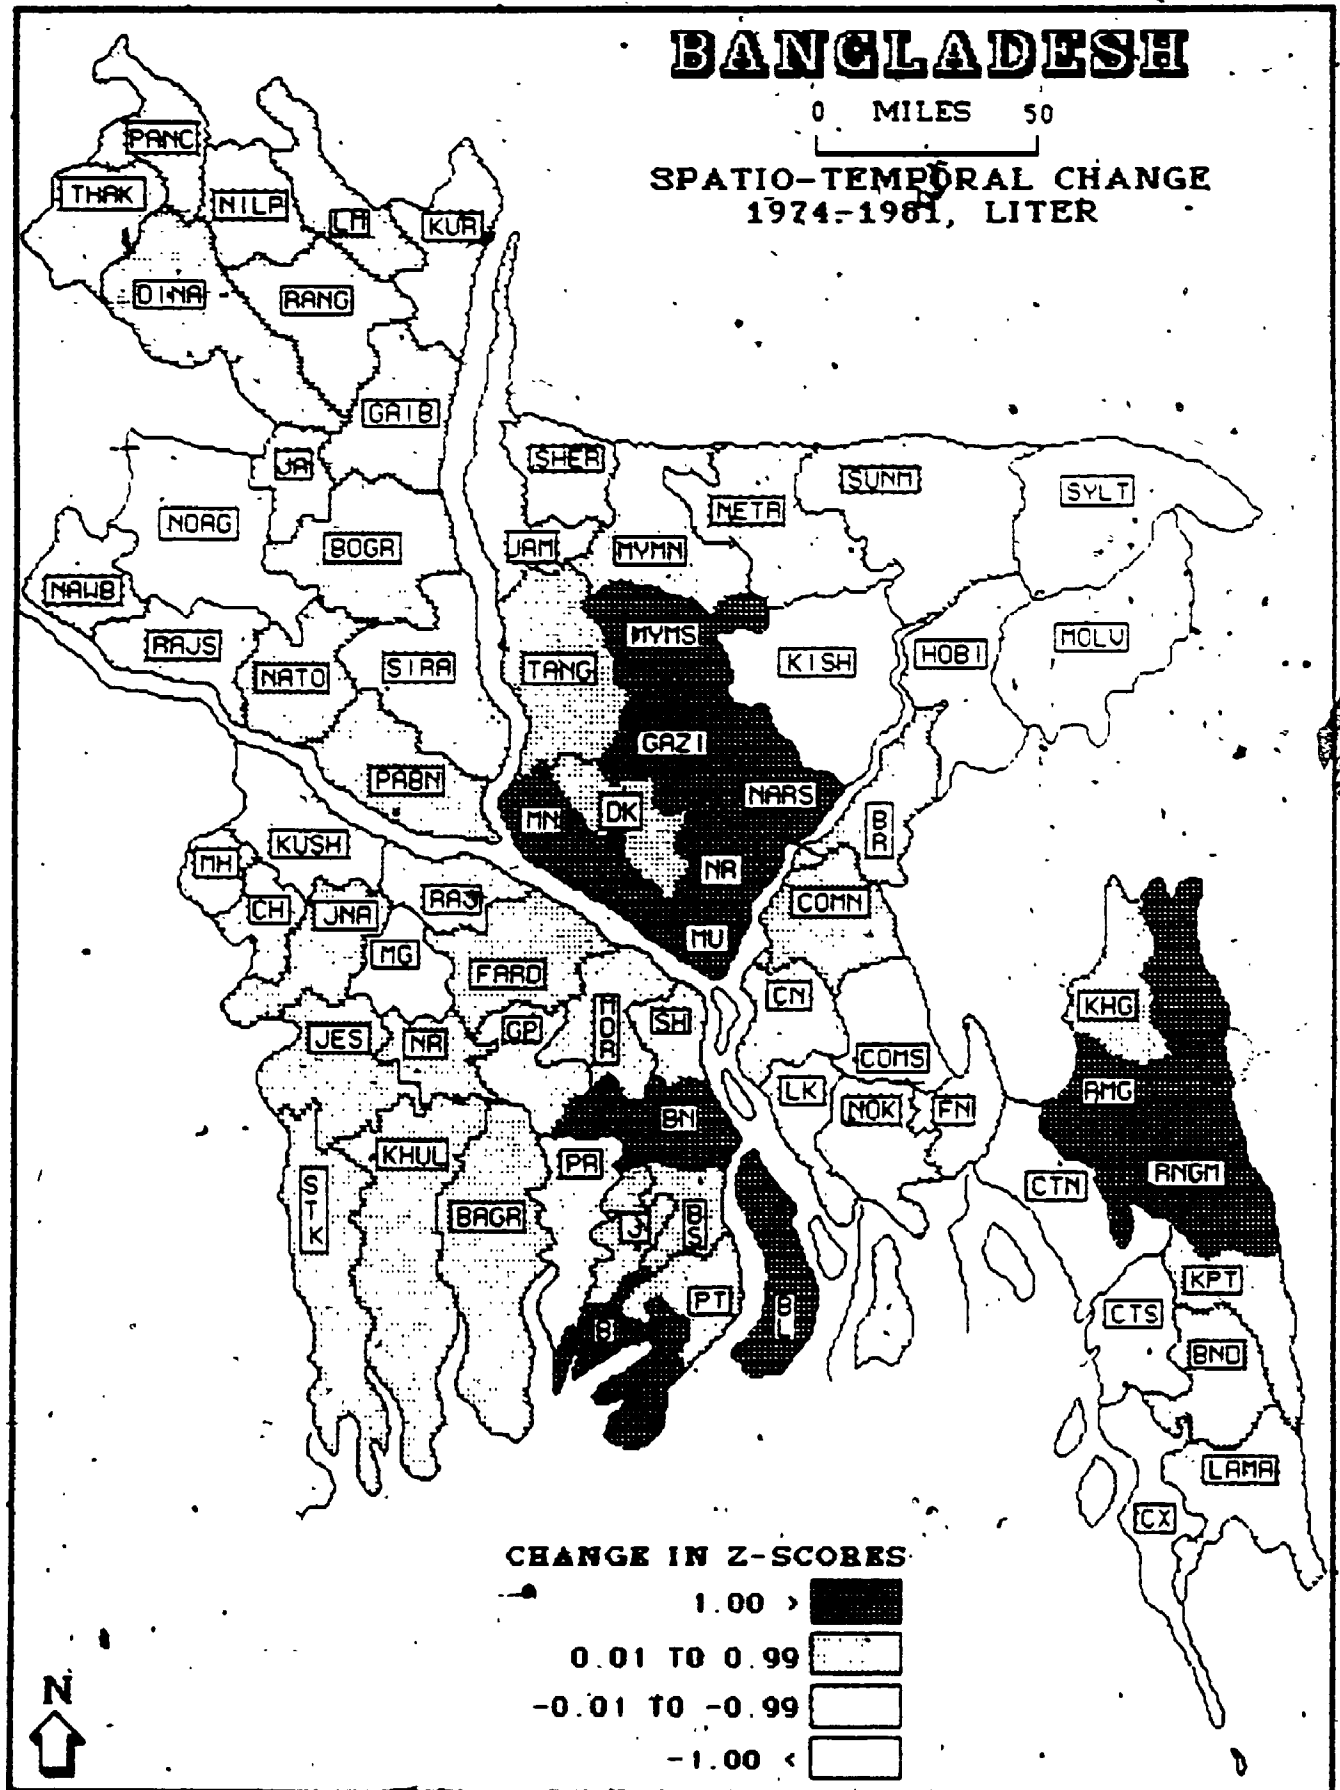 BANGLADESH
0 MILES 50
SPATIO-TEMPORAL CHANGE
1974-1981, LITER
PANC
THAK
NILP
LA
KUR
DINA
RANG
GAIB
JA
SHER
SUNM
SYLT
NORG
NETR
BOGR
JAM
MYMN
NAWB
RAJS
MYMS
MOLV
NATO
SIRA
TANG
KISH
HOBI
GAZI
PABN
NARS
MN
DK
BR
KUSH
MH
NR
RAJ
CH
JNA
COMN
MU
MG
FARD
CN
KHG
MDR
SH
GP
JES
NR
COMS
LK
NOK
FN
RMG
BN
KHUL
PR
STK
CTN
RNGM
BAGR
J
BS
KPT
PT
BL
CTS
B
BND
LAMA
CX
CHANGE IN Z-SCORES
1.00 >
0.01 TO 0.99
-0.01 TO -0.99
-1.00 <
N